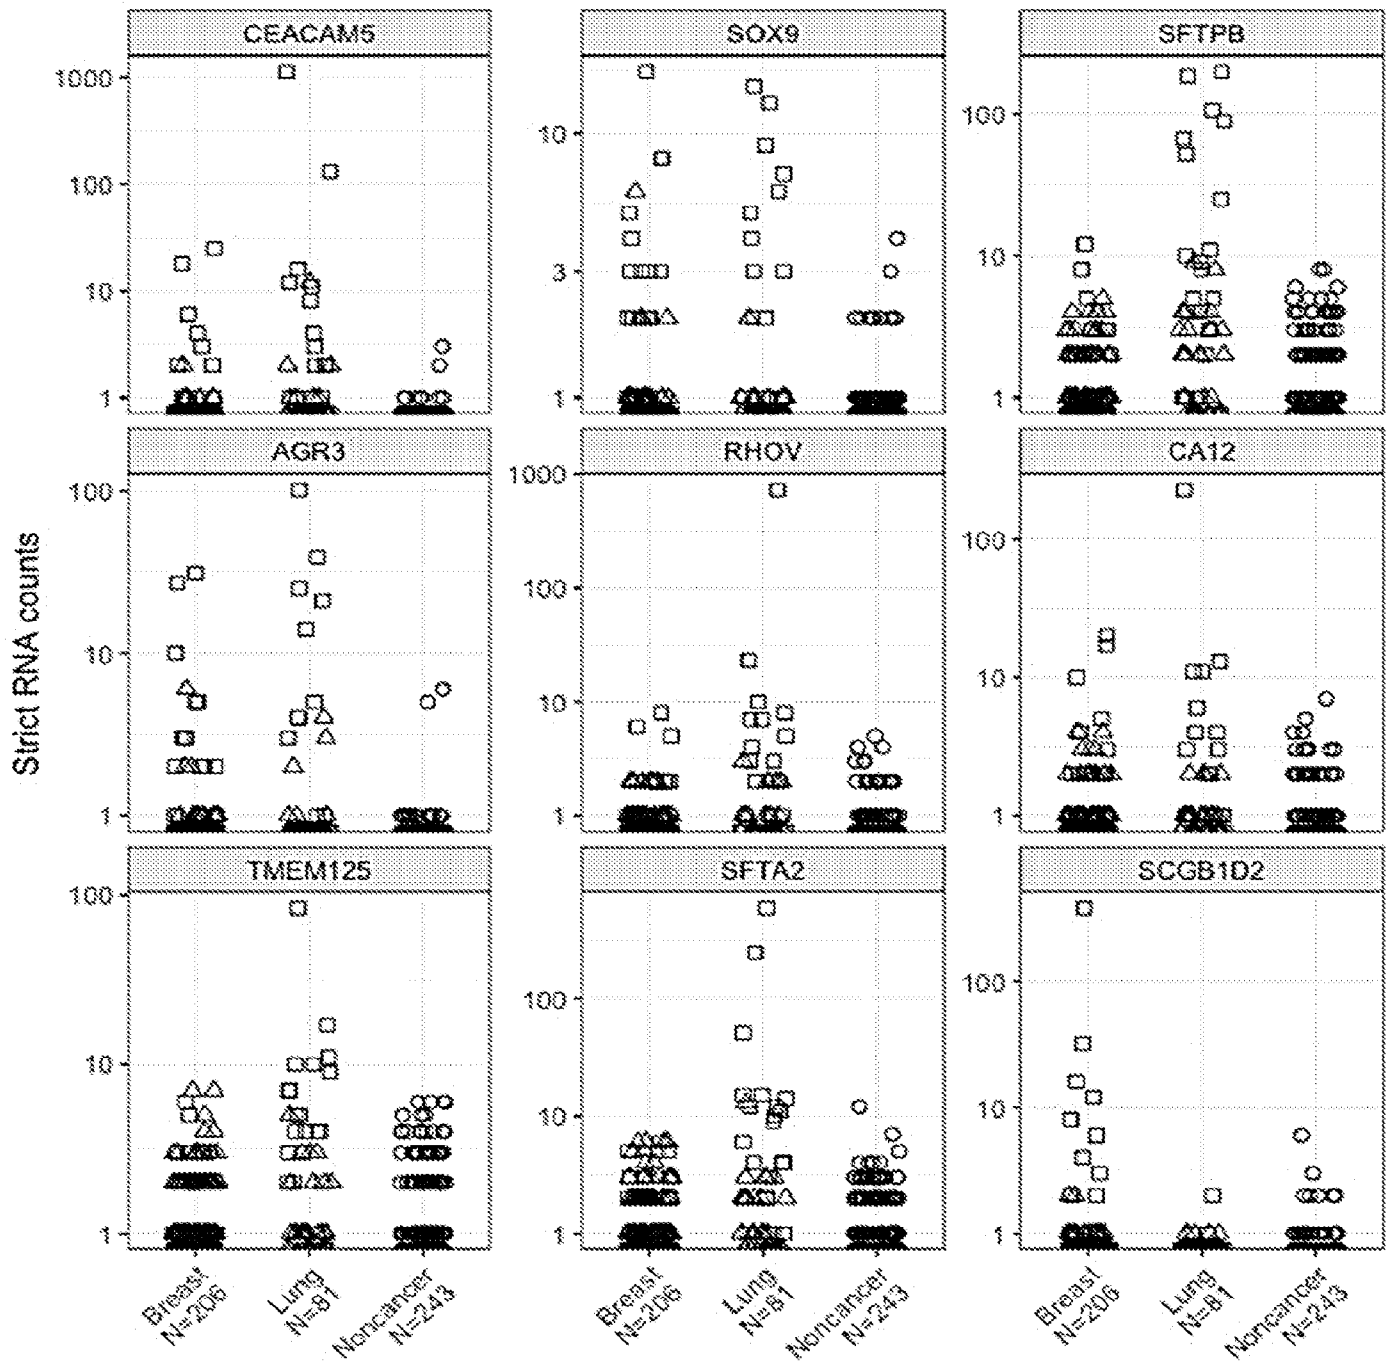 CEACAM5 SOX9 SFTPB
1000
100
10
1
10
3
1
100
10
1
AGR3 RHOV CA12
100
10
1
1000
100
10
1
100
10
1
TMEM125 SFTA2 SCGB1D2
100
10
1
100
10
1
100
10
1
Strict RNA counts
Breast
N=206
Lung
N=81
Noncancer
N=243
Breast
N=206
Lung
N=81
Noncancer
N=243
Breast
N=206
Lung
N=81
Noncancer
N=243